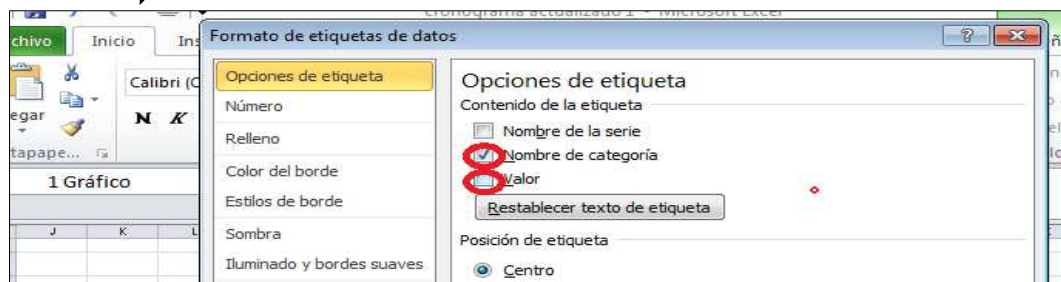 cronograma actualizado 1 - Microsoft Excel
Archivo Inicio Ins
Formato de etiquetas de datos
Calibri (C
egar
N K
tapape...
1 Gráfico
J K L
Opciones de etiqueta
Número
Relleno
Color del borde
Estilos de borde
Sombra
Iluminado y bordes suaves
Opciones de etiqueta
Contenido de la etiqueta
Nombre de la serie
Nombre de categoría
Valor
Restablecer texto de etiqueta
Posición de etiqueta
Centro